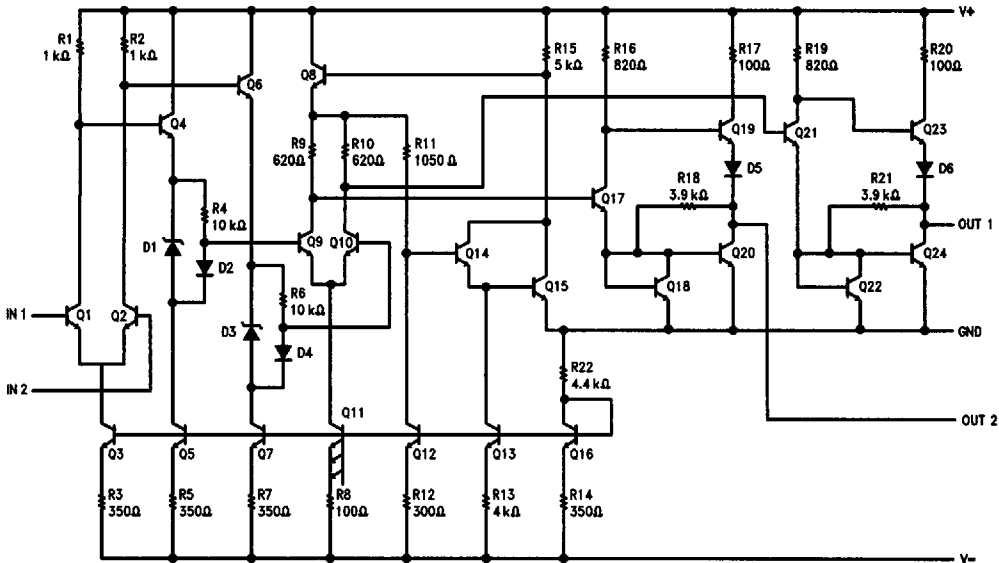 V+
R1
1 kΩ
R2
1 kΩ
Q8
R15
5 kΩ
R16
820Ω
R17
100Ω
R19
820Ω
R20
100Ω
Q6
Q4
R9
620Ω
R10
620Ω
R11
1050 Ω
Q19
Q21
Q23
D5
D6
R18
3.9 kΩ
R21
3.9 kΩ
Q17
R4
10 kΩ
OUT 1
D1
D2
Q9
Q10
Q14
Q20
Q24
R6
10 kΩ
Q15
Q18
Q22
IN 1
Q1
Q2
D3
D4
GND
R22
4.4 kΩ
IN 2
Q11
OUT 2
Q3
Q5
Q7
Q12
Q13
Q16
R3
350Ω
R5
350Ω
R7
350Ω
R8
100Ω
R12
300Ω
R13
4 kΩ
R14
350Ω
V-